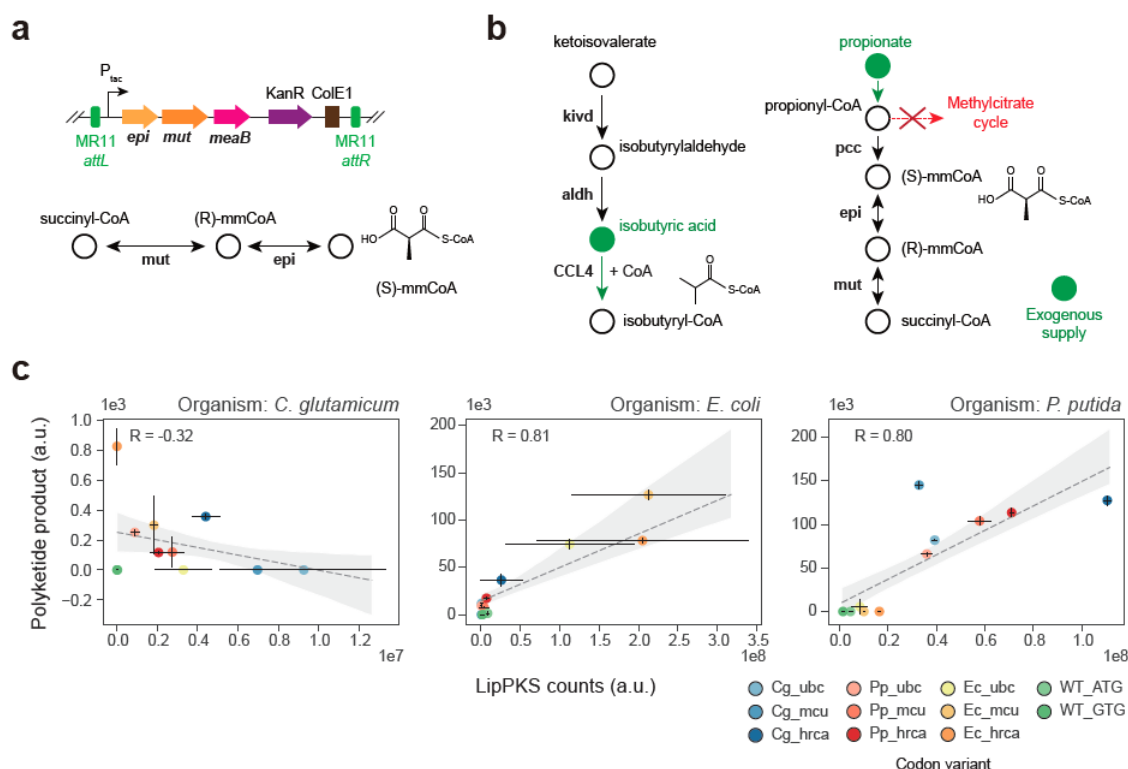 a
P_tac
KanR ColE1
MR11
attL
epi
mut
meaB
MR11
attR
succinyl-CoA
(R)-mmCoA
mut
epi
HO
O
O
S-CoA
(S)-mmCoA
b
ketoisovalerate
kivd
isobutyrylaldehyde
aldh
isobutyric acid
CCL4
+ CoA
O
S-CoA
isobutyryl-CoA
propionate
propionyl-CoA
Methylcitrate
cycle
pcc
(S)-mmCoA
HO
O
O
S-CoA
epi
(R)-mmCoA
mut
succinyl-CoA
Exogenous
supply
c
Polyketide product (a.u.)
1e3
Organism: C. glutamicum
R = -0.32
1.0
0.8
0.6
0.4
0.2
0.0
−0.2
0.0 0.2 0.4 0.6 0.8 1.0 1.2
1e7
1e3
Organism: E. coli
R = 0.81
200
150
100
50
0
0.0 0.5 1.0 1.5 2.0 2.5 3.0 3.5
1e8
1e3
Organism: P. putida
R = 0.80
200
150
100
50
0
0.0 0.2 0.4 0.6 0.8 1.0
1e8
LipPKS counts (a.u.)
Cg_ubc Pp_ubc Ec_ubc WT_ATG
Cg_mcu Pp_mcu Ec_mcu WT_GTG
Cg_hrca Pp_hrca Ec_hrca
Codon variant